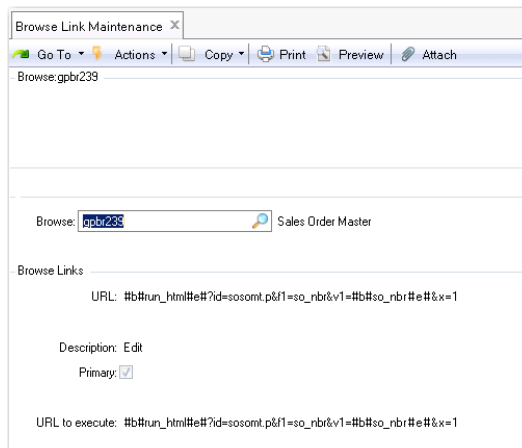 Browse Link Maintenance
Go To Actions Copy Print Preview Attach
Browse:gpbr239
Browse: gpbr239 Sales Order Master
Browse Links
URL: #b#run_html#e#?id=sosomt.p&f1=so_nbr&v1=#b#so_nbr#e#&x=1
Description: Edit
Primary:
URL to execute: #b#run_html#e#?id=sosomt.p&f1=so_nbr&v1=#b#so_nbr#e#&x=1